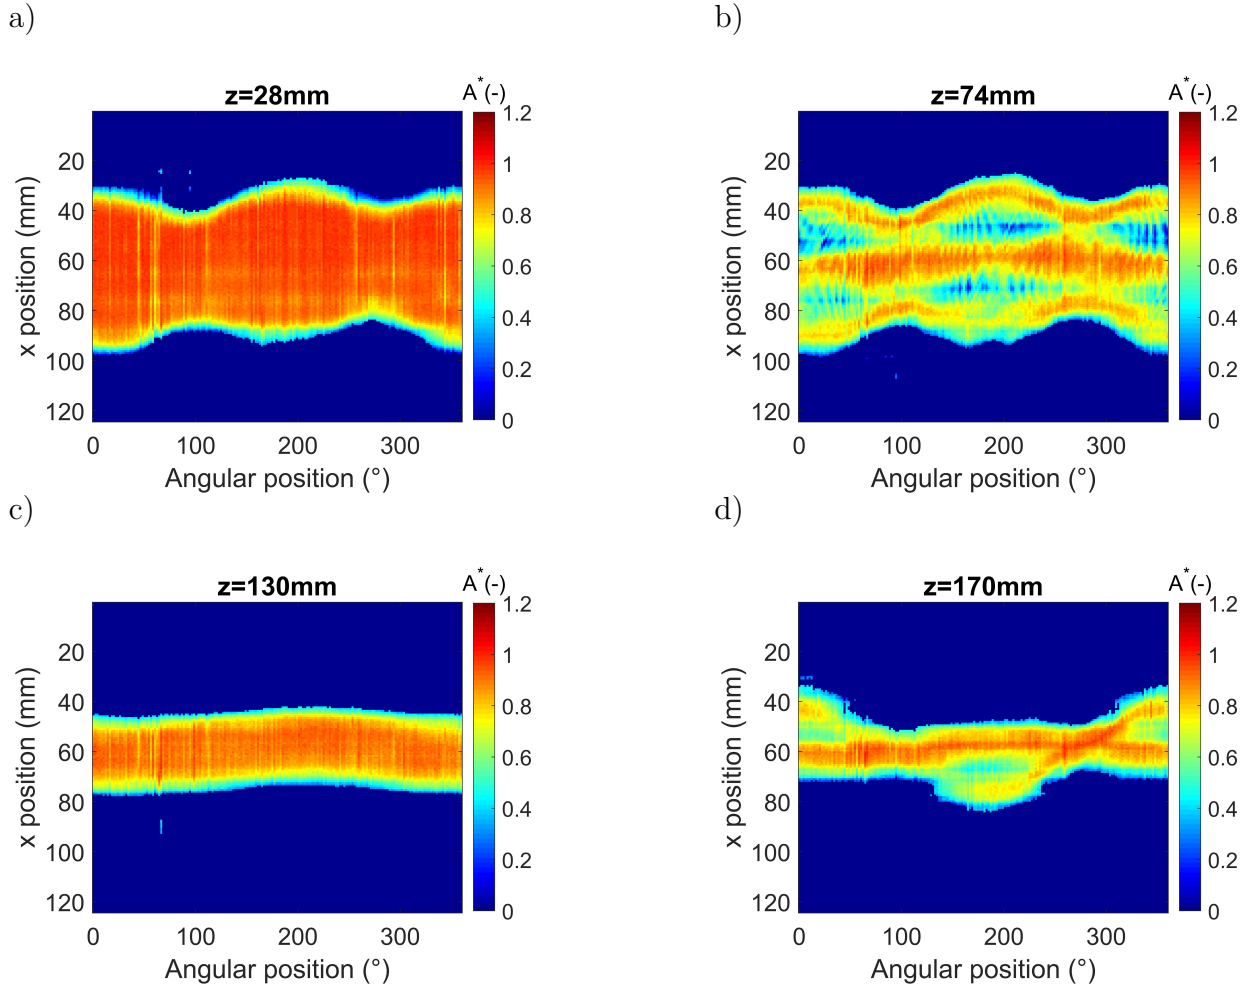 a)
b)
z=28mm
A*(-)
z=74mm
A*(-)
1.2
1
0.8
0.6
0.4
0.2
0
20
40
60
80
100
120
x position (mm)
0 100 200 300
Angular position (°)
1.2
1
0.8
0.6
0.4
0.2
0
20
40
60
80
100
120
x position (mm)
0 100 200 300
Angular position (°)
c)
d)
z=130mm
A*(-)
z=170mm
A*(-)
1.2
1
0.8
0.6
0.4
0.2
0
20
40
60
80
100
120
x position (mm)
0 100 200 300
Angular position (°)
1.2
1
0.8
0.6
0.4
0.2
0
20
40
60
80
100
120
x position (mm)
0 100 200 300
Angular position (°)